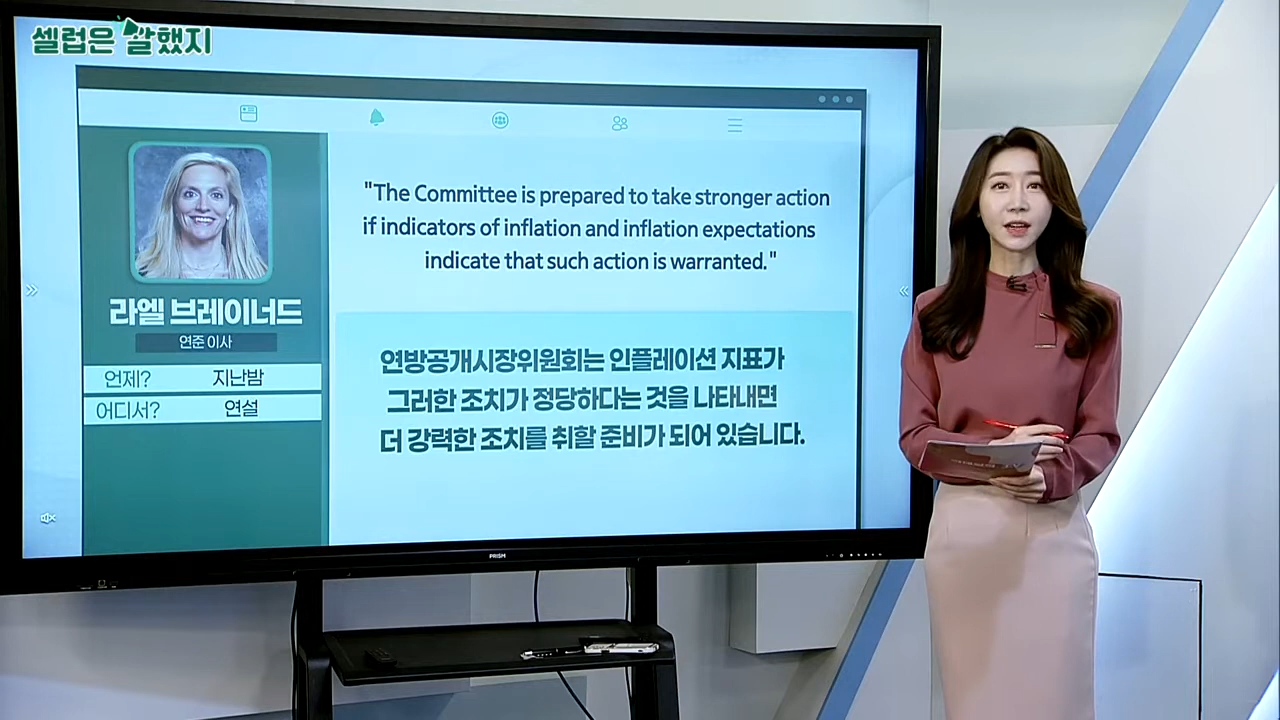 셀럽은 말했지
"The Committee is prepared to take stronger action
if indicators of inflation and inflation expectations
indicate that such action is warranted."
라엘 브레이너드
연준 이사
언제? 지난밤
어디서? 연설
연방공개시장위원회는 인플레이션 지표가
그러한 조치가 정당하다는 것을 나타내면
더 강력한 조치를 취할 준비가 되어 있습니다.
PRISM